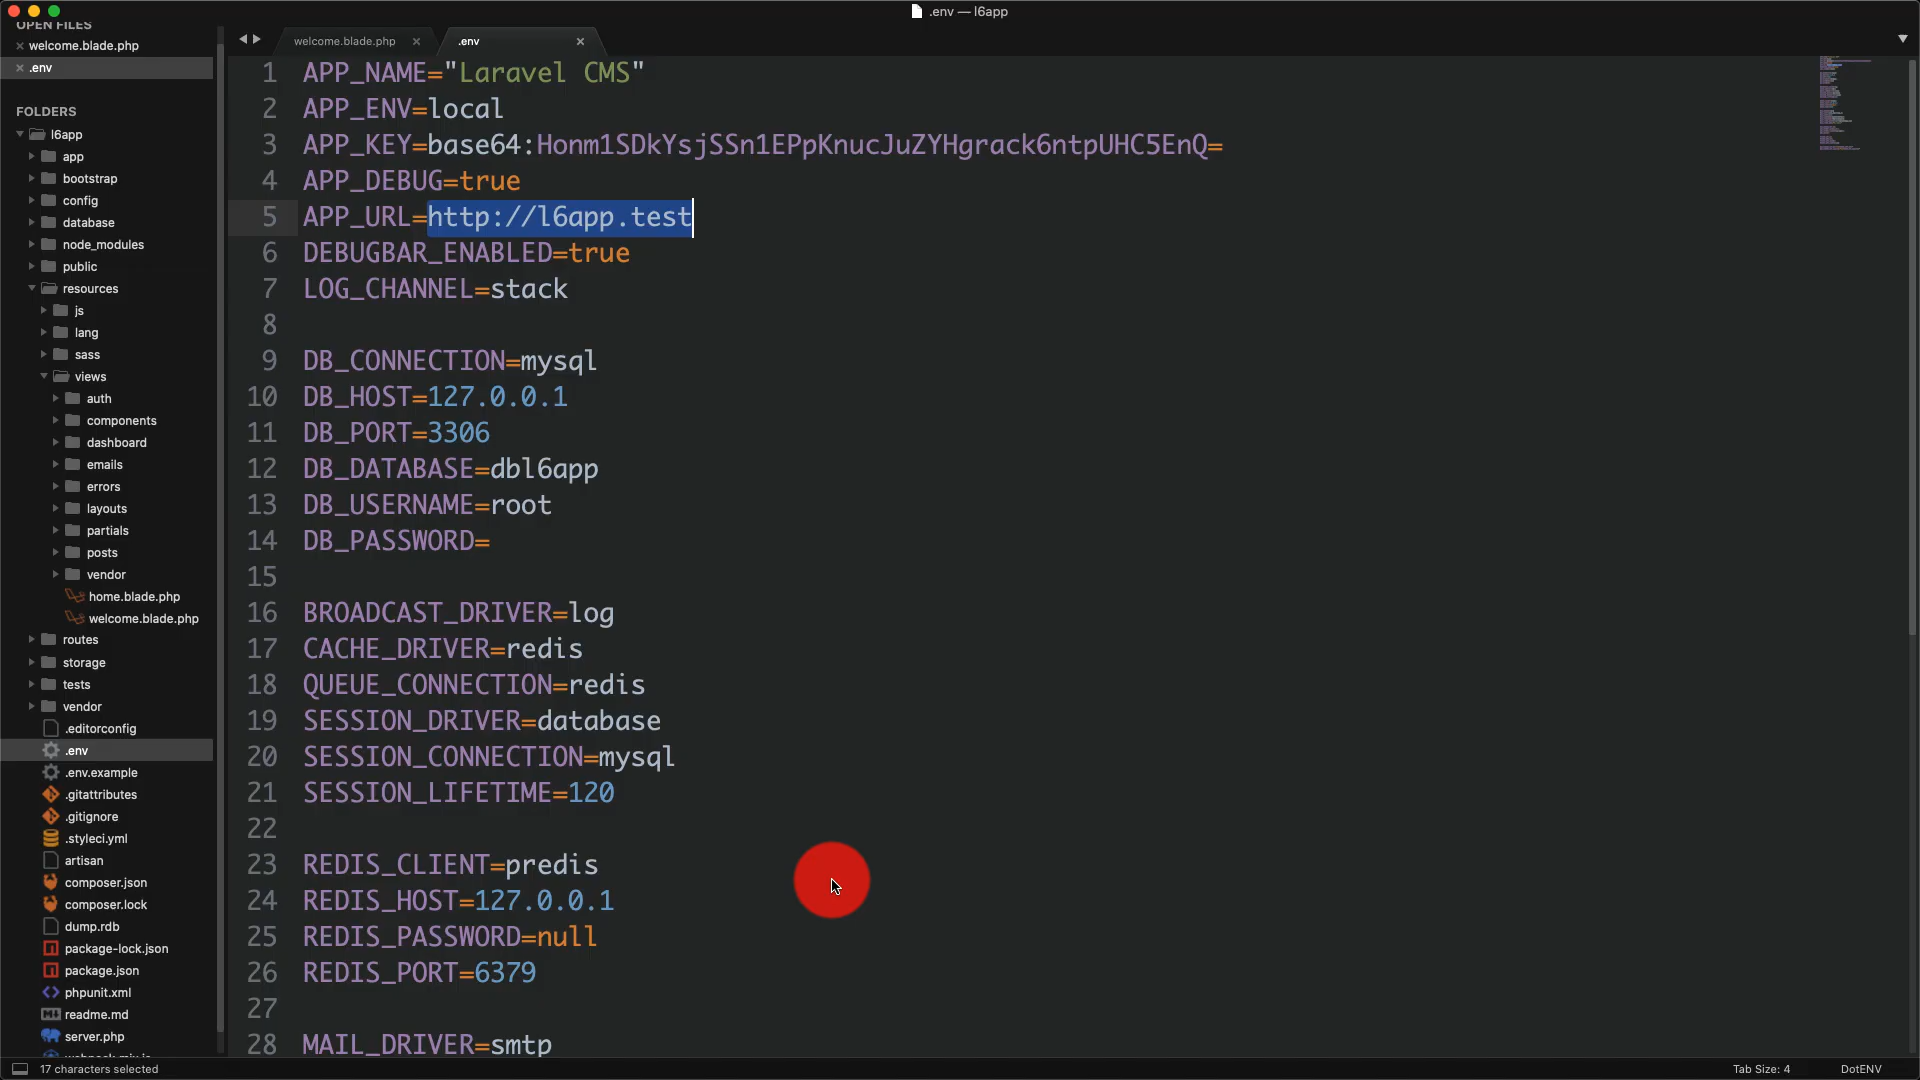 .env — l6app
OPEN FILES
welcome.blade.php
.env
FOLDERS
l6app
app
bootstrap
config
database
node_modules
public
resources
js
lang
sass
views
auth
components
dashboard
emails
errors
layouts
partials
posts
vendor
home.blade.php
welcome.blade.php
routes
storage
tests
vendor
.editorconfig
.env
.env.example
.gitattributes
.gitignore
.styleci.yml
artisan
composer.json
composer.lock
dump.rdb
package-lock.json
package.json
phpunit.xml
readme.md
server.php
welcome.blade.php
.env
1 APP_NAME="Laravel CMS"
2 APP_ENV=local
3 APP_KEY=base64:Honm1SDkYsjSSn1EPpKnucJuZYHgrack6ntpUHC5EnQ=
4 APP_DEBUG=true
5 APP_URL=http://l6app.test
6 DEBUGBAR_ENABLED=true
7 LOG_CHANNEL=stack
8
9 DB_CONNECTION=mysql
10 DB_HOST=127.0.0.1
11 DB_PORT=3306
12 DB_DATABASE=dbl6app
13 DB_USERNAME=root
14 DB_PASSWORD=
15
16 BROADCAST_DRIVER=log
17 CACHE_DRIVER=redis
18 QUEUE_CONNECTION=redis
19 SESSION_DRIVER=database
20 SESSION_CONNECTION=mysql
21 SESSION_LIFETIME=120
22
23 REDIS_CLIENT=predis
24 REDIS_HOST=127.0.0.1
25 REDIS_PASSWORD=null
26 REDIS_PORT=6379
27
28 MAIL_DRIVER=smtp
17 characters selected
Tab Size: 4
DotENV